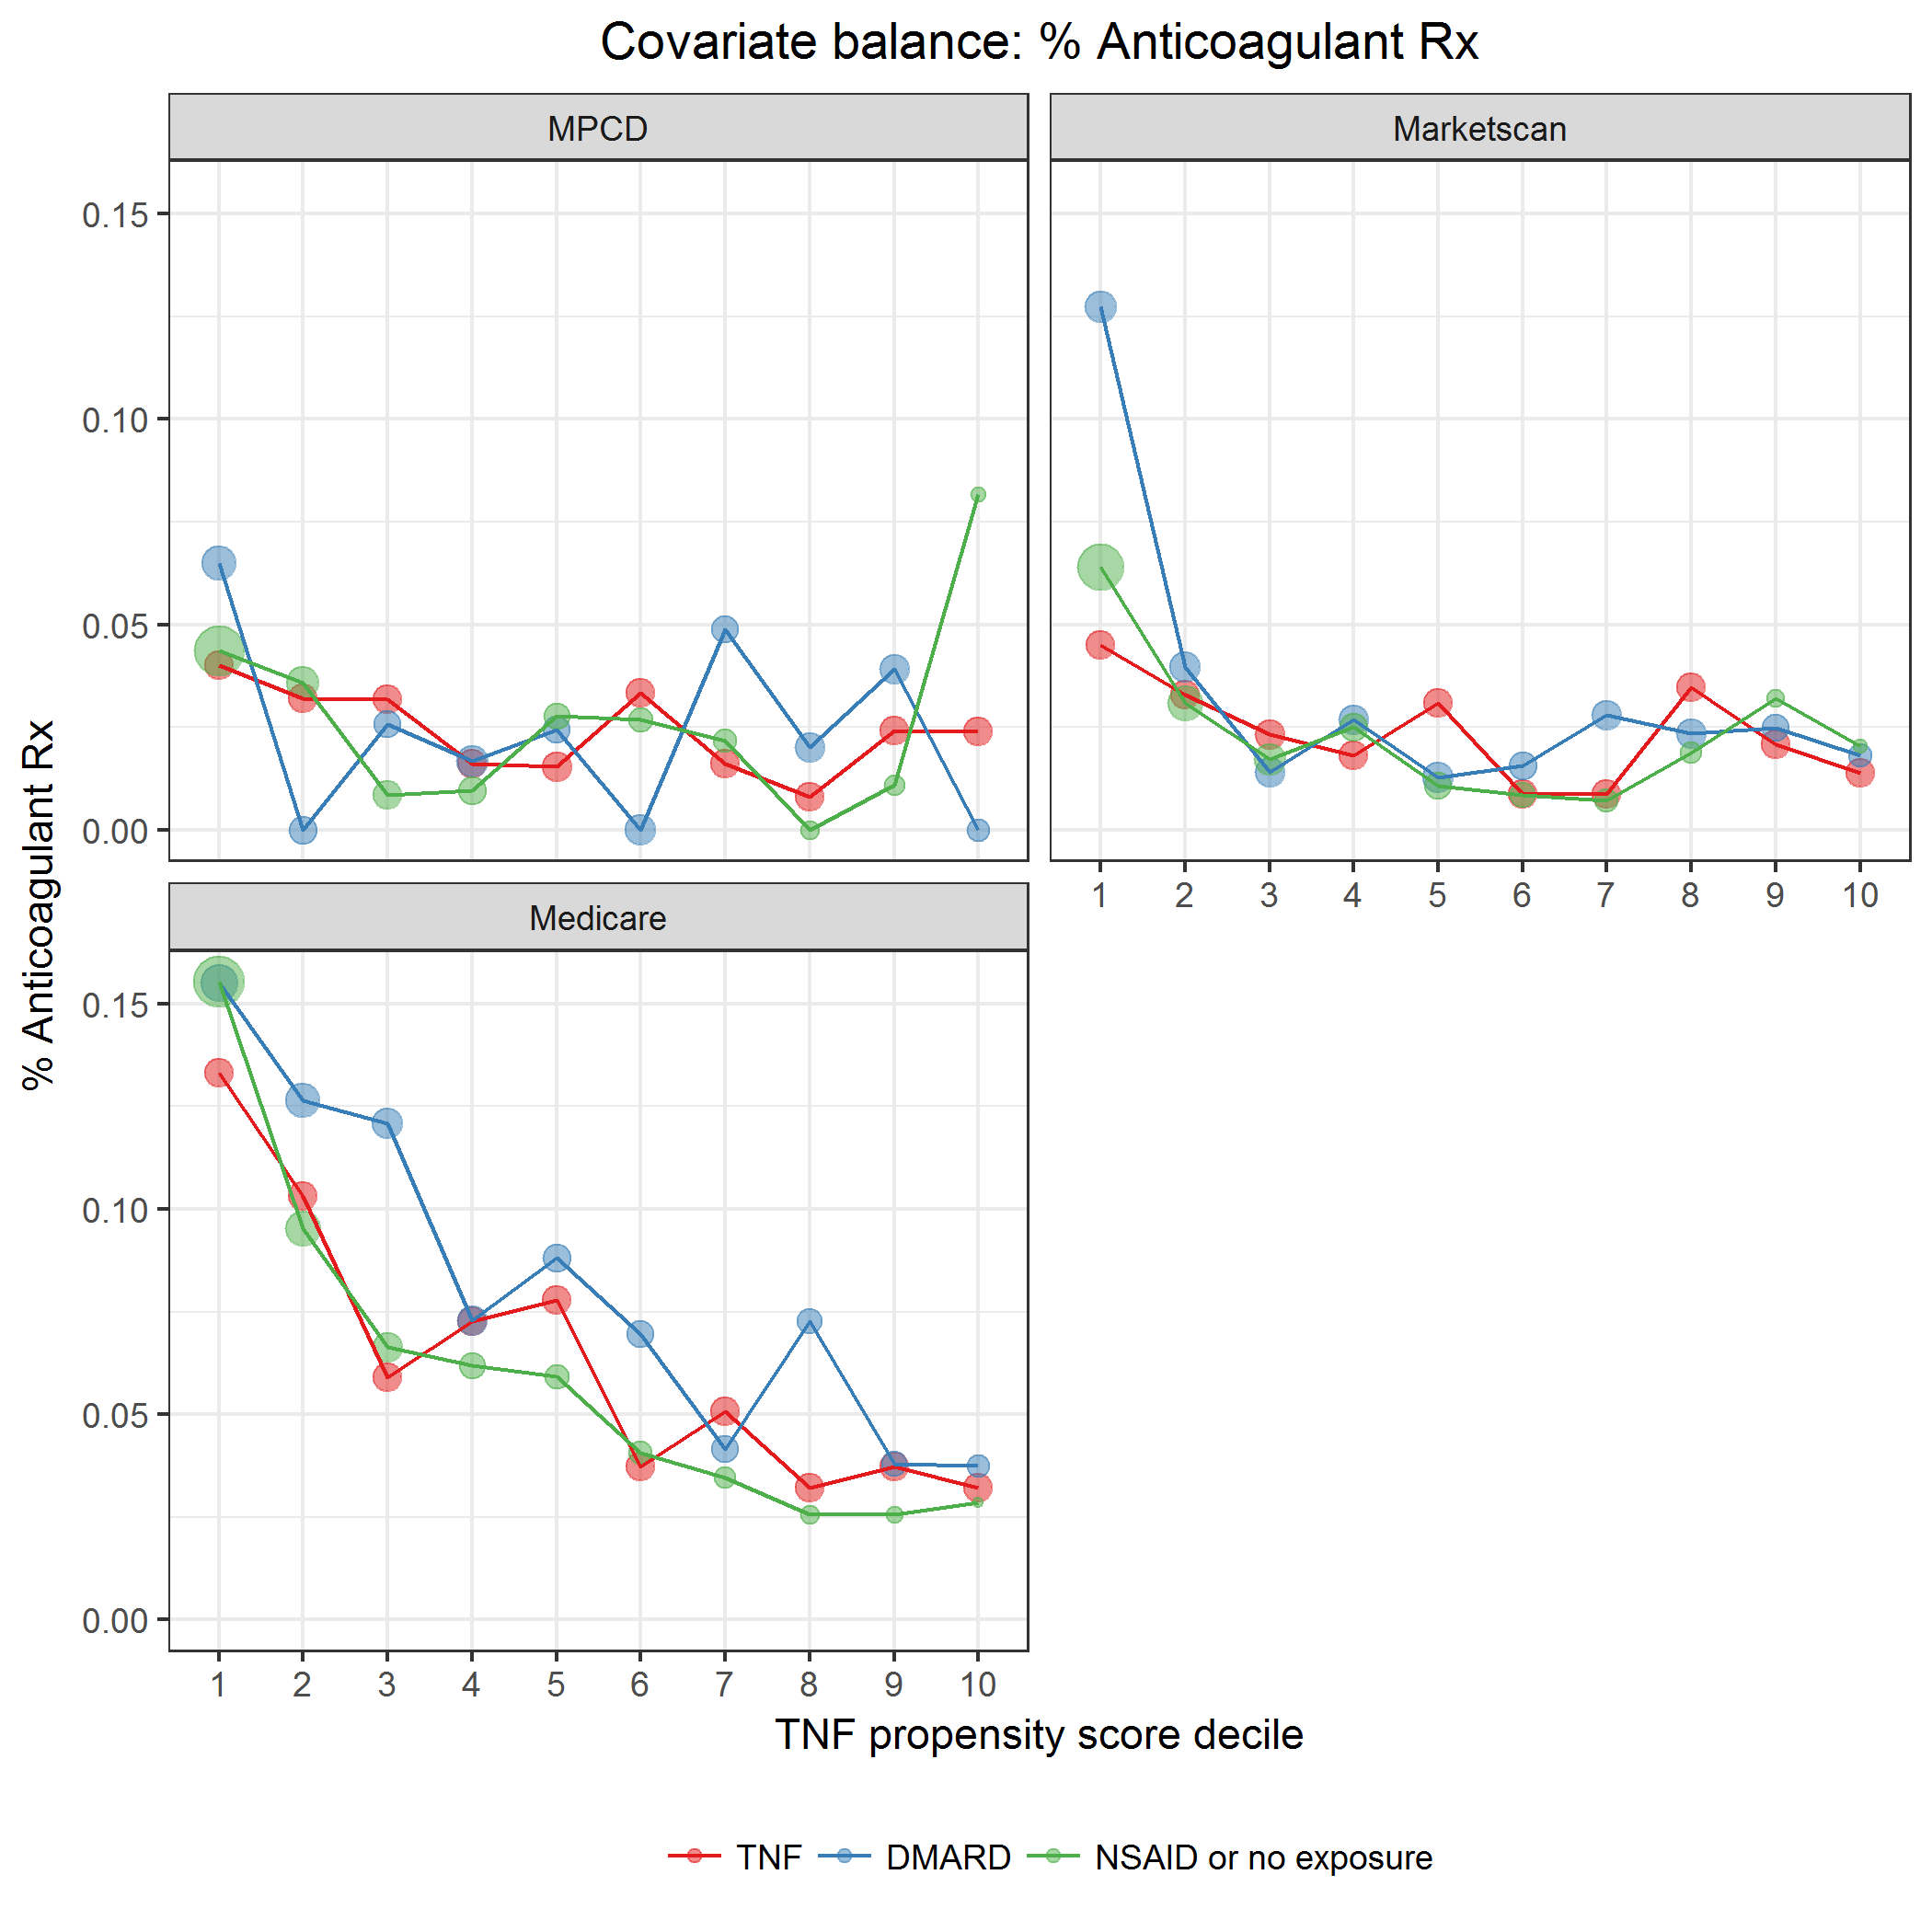 Covariate balance: % Anticoagulant Rx
MPCD
Marketscan
0.15
0.10
0.05
0.00
1 2 3 4 5 6 7 8 9 10
Medicare
0.15
0.10
0.05
0.00
1 2 3 4 5 6 7 8 9 10
% Anticoagulant Rx
TNF propensity score decile
TNF DMARD NSAID or no exposure